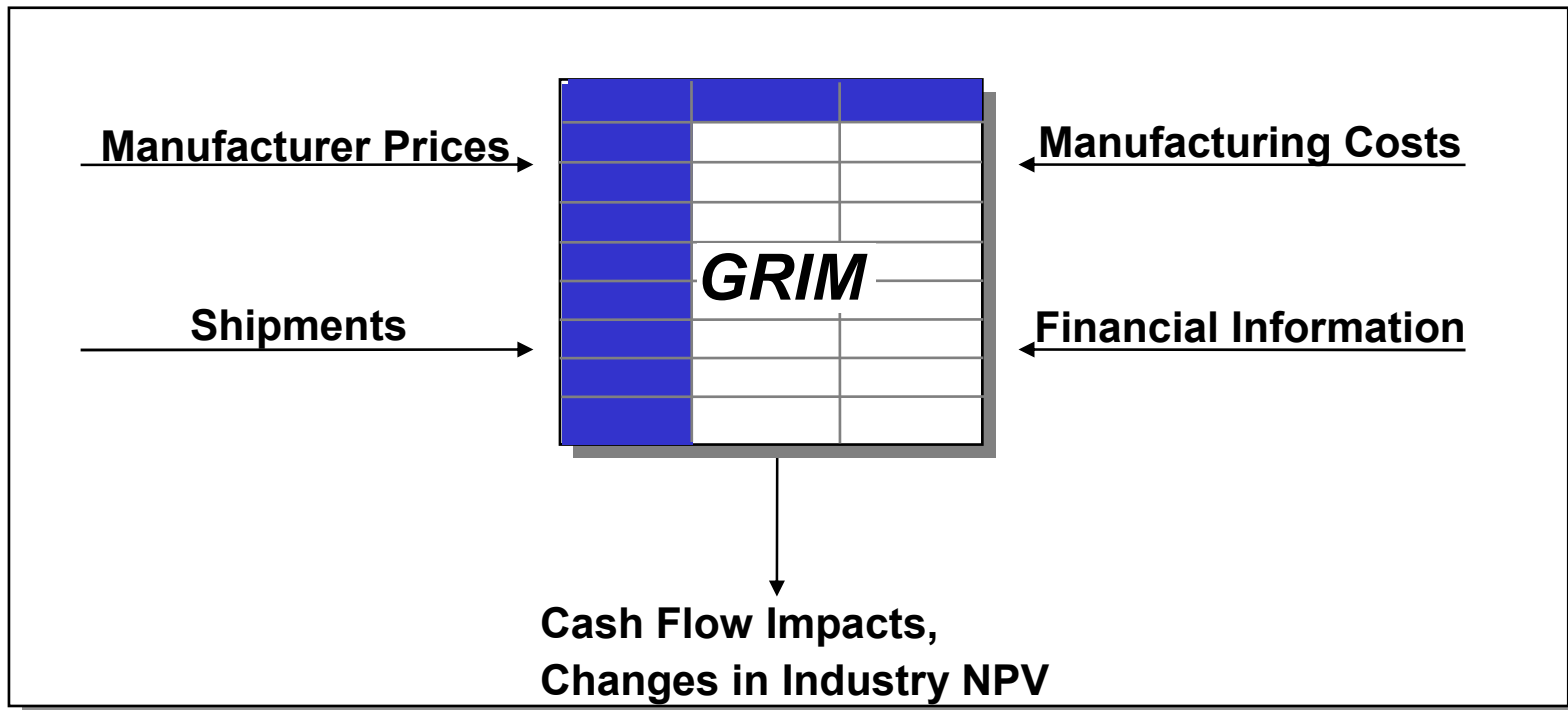 Manufacturer Prices
Manufacturing Costs
GRIM
Shipments
Financial Information
Cash Flow Impacts,
Changes in Industry NPV